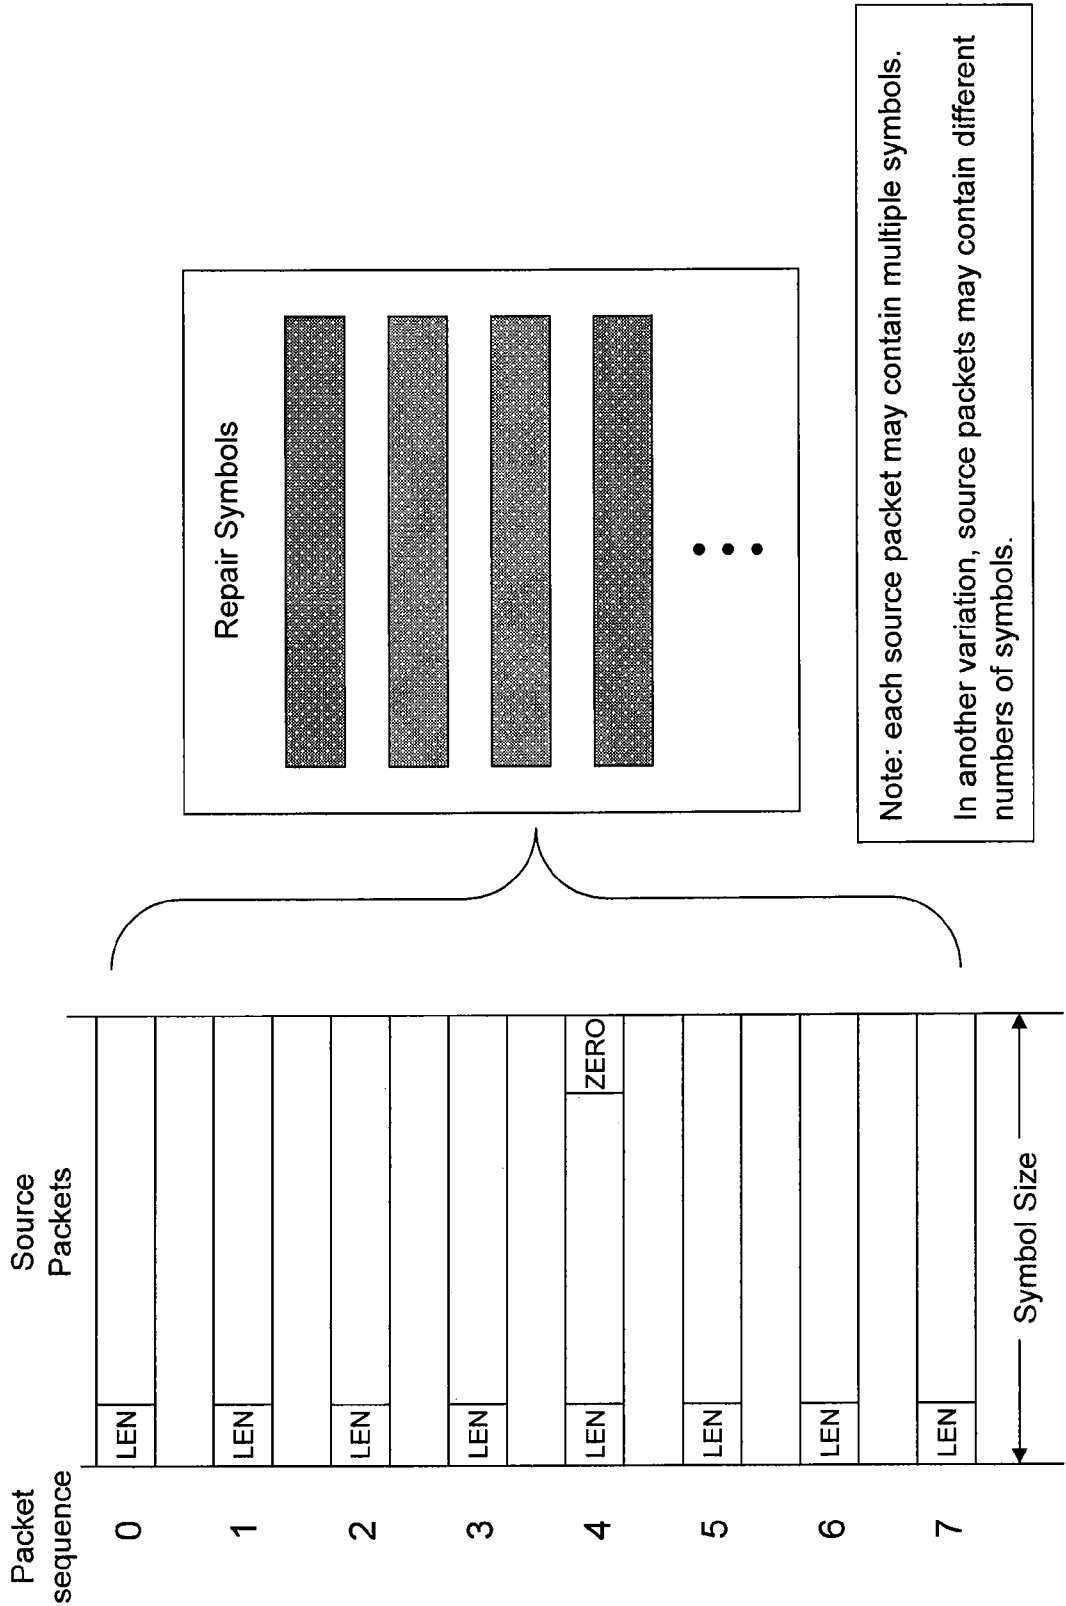 Packet
sequence
Source
Packets
0
LEN
1
LEN
2
LEN
3
LEN
4
LEN
ZERO
5
LEN
6
LEN
7
LEN
Symbol Size
Repair Symbols
Note: each source packet may contain multiple symbols.
In another variation, source packets may contain different
numbers of symbols.